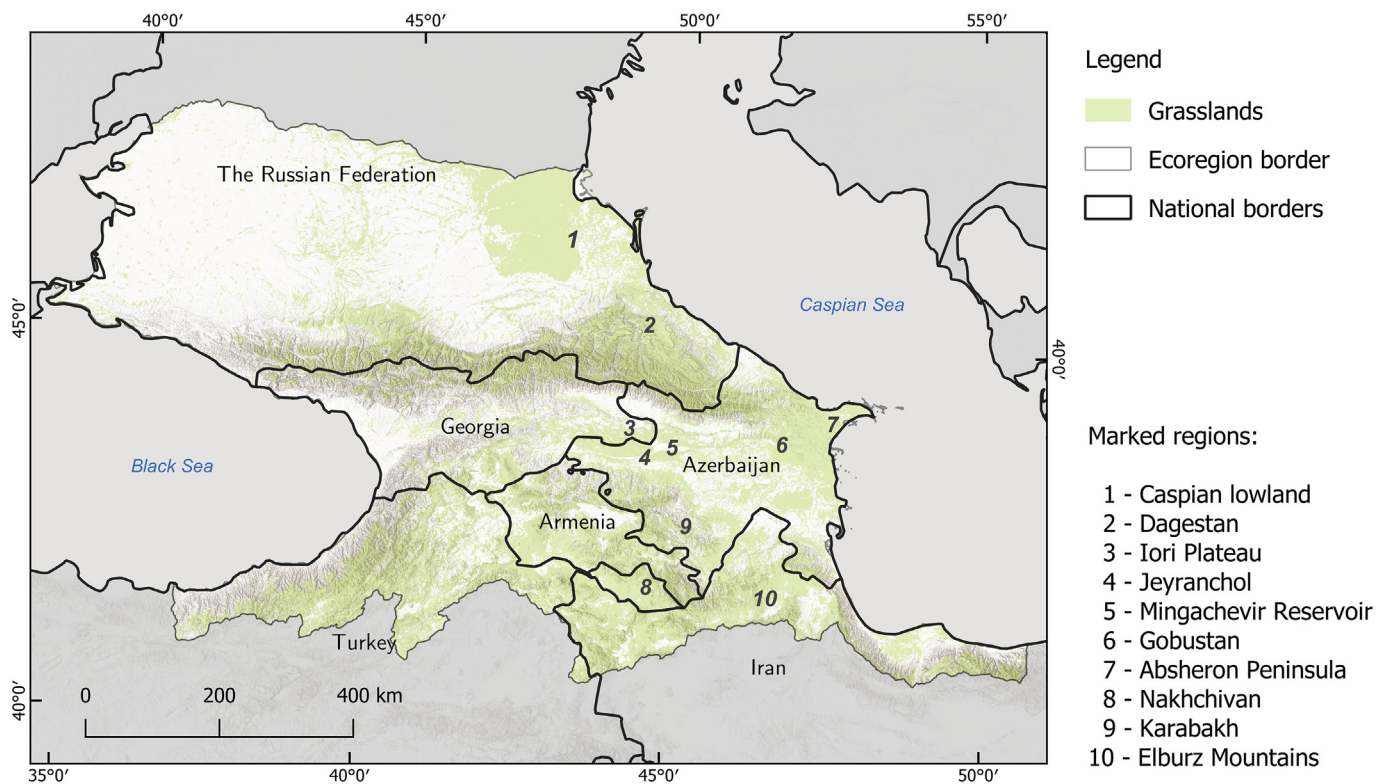 40°0′ 45°0′ 50°0′ 55°0′
Legend
Grasslands
Ecoregion border
National borders
The Russian Federation
1
Caspian Sea
45°0′
2
40°0′
Georgia
3
7
5
6
4
Azerbaijan
Black Sea
Armenia
9
8
10
Turkey
Iran
0 200 400 km
40°0′
35°0′ 40°0′ 45°0′ 50°0′
Marked regions:
1 - Caspian lowland
2 - Dagestan
3 - Iori Plateau
4 - Jeyranchol
5 - Mingachevir Reservoir
6 - Gobustan
7 - Absheron Peninsula
8 - Nakhchivan
9 - Karabakh
10 - Elburz Mountains